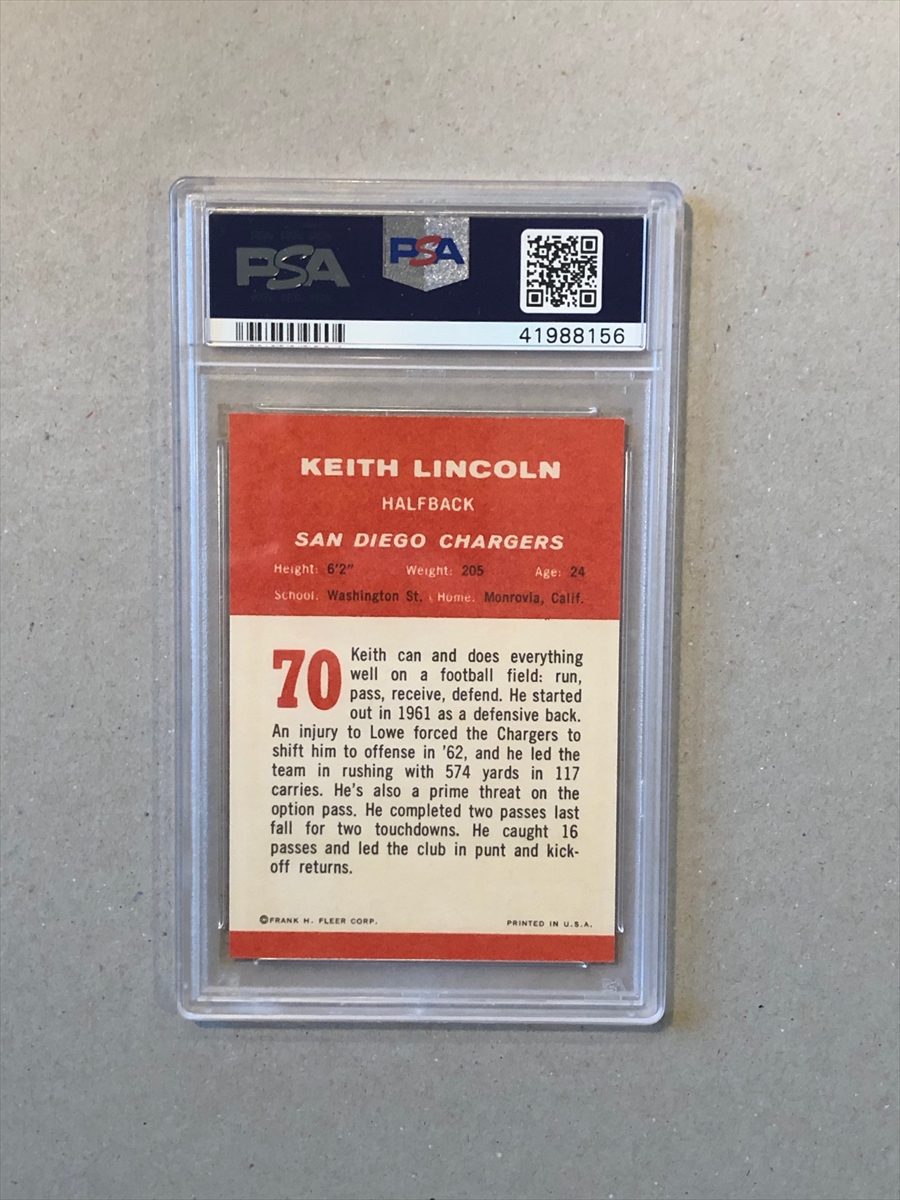 PSA
PSA
41988156
KEITH LINCOLN
HALFBACK
SAN DIEGO CHARGERS
Height: 6'2" Weight: 205 Age: 24
School: Washington St. Home: Monrovia, Calif.
70
Keith can and does everything
well on a football field: run,
pass, receive, defend. He started
out in 1961 as a defensive back.
An injury to Lowe forced the Chargers to
shift him to offense in '62, and he led the
team in rushing with 574 yards in 117
carries. He's also a prime threat on the
option pass. He completed two passes last
fall for two touchdowns. He caught 16
passes and led the club in punt and kick-
off returns.
©FRANK H. FLEER CORP. PRINTED IN U.S.A.